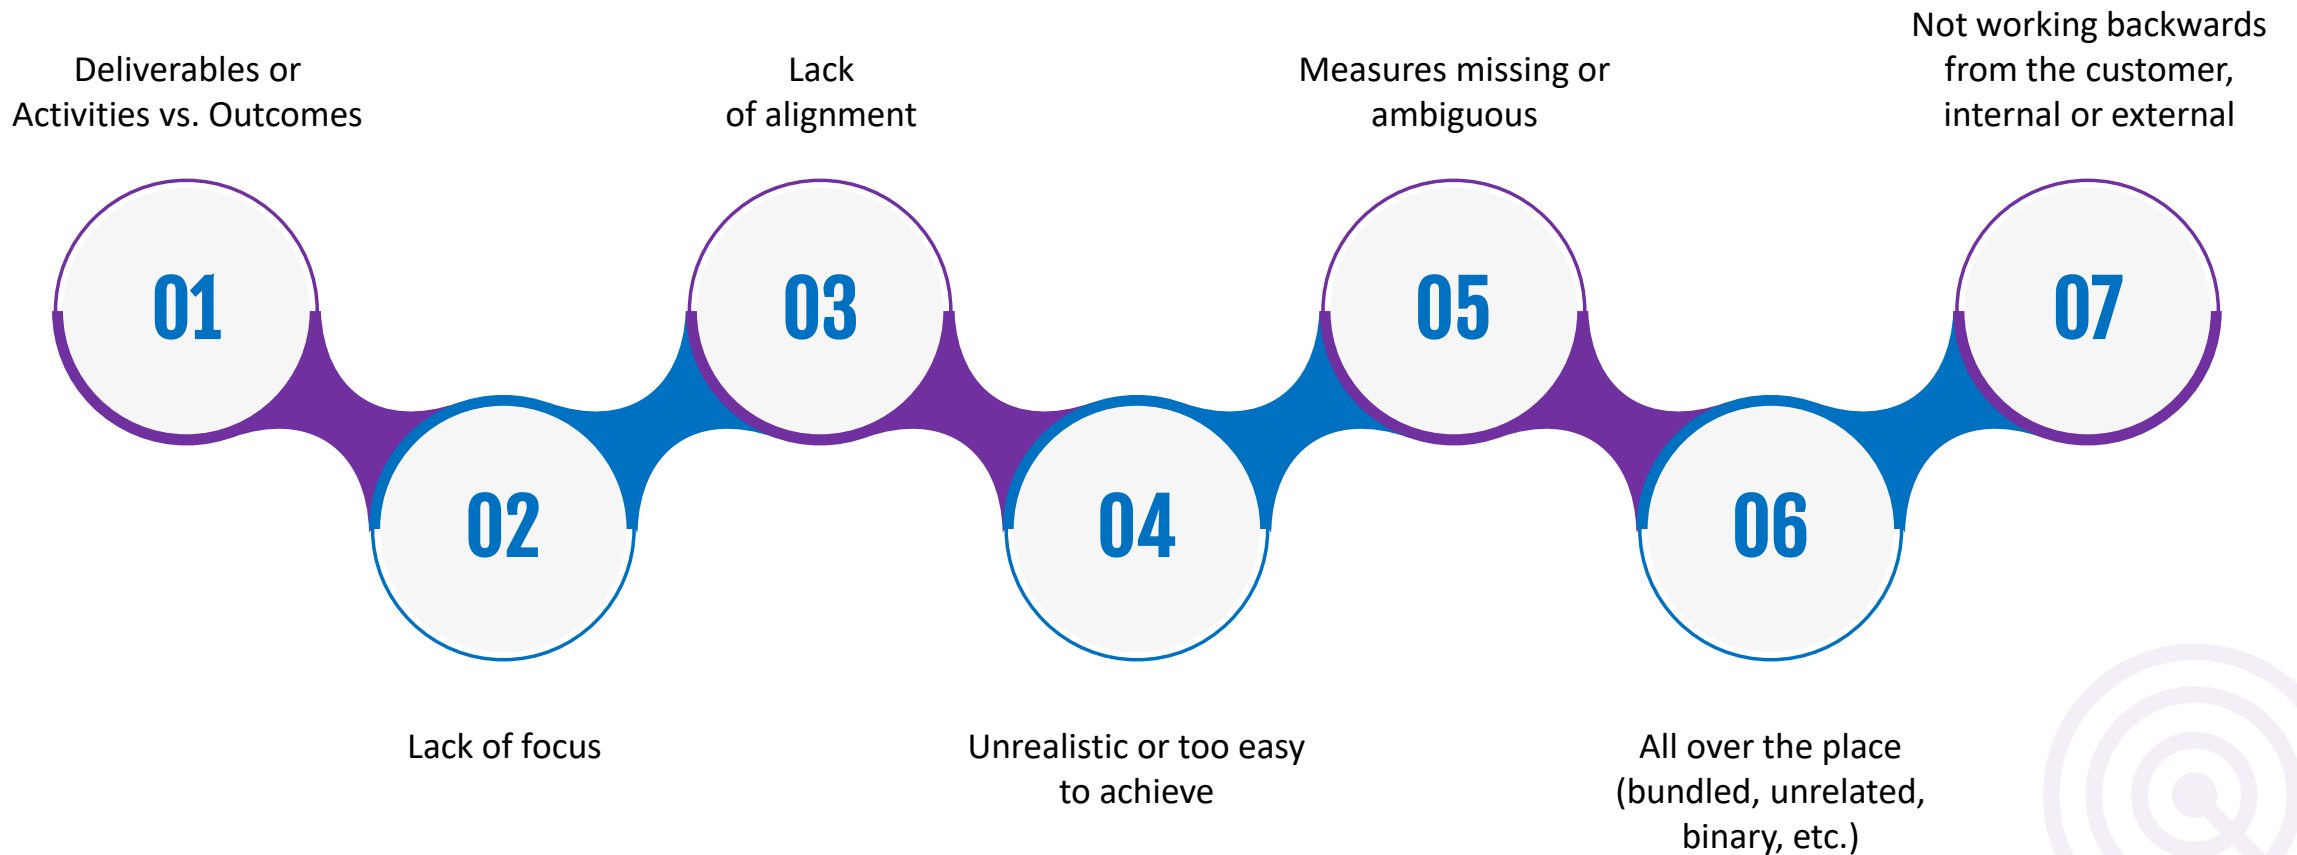 Deliverables or
Activities vs. Outcomes
01
Lack of focus
02
Lack
of alignment
03
Unrealistic or too easy
to achieve
04
Measures missing or
ambiguous
05
All over the place
(bundled, unrelated,
binary, etc.)
06
Not working backwards
from the customer,
internal or external
07